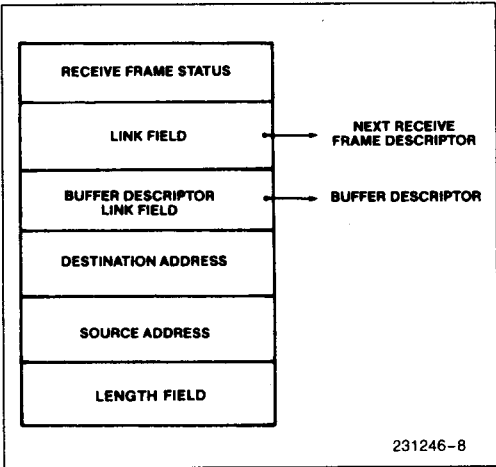 RECEIVE FRAME STATUS
LINK FIELD
NEXT RECEIVE
FRAME DESCRIPTOR
BUFFER DESCRIPTOR
LINK FIELD
BUFFER DESCRIPTOR
DESTINATION ADDRESS
SOURCE ADDRESS
LENGTH FIELD
231246-8